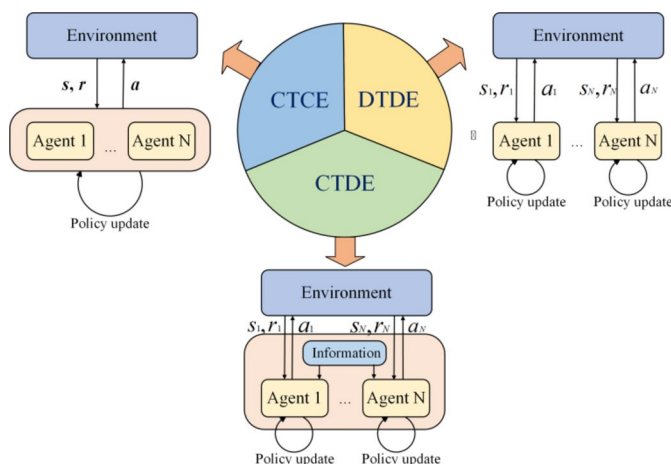 Environment
s, r
a
Agent 1
...
Agent N
Policy update
CTCE
DTDE
CTDE
Environment
s1,r1
a1
sN,rN
aN
Agent 1
...
Agent N
Policy update
Policy update
Environment
s1,r1
a1
sN,rN
aN
Information
Agent 1
...
Agent N
Policy update
Policy update